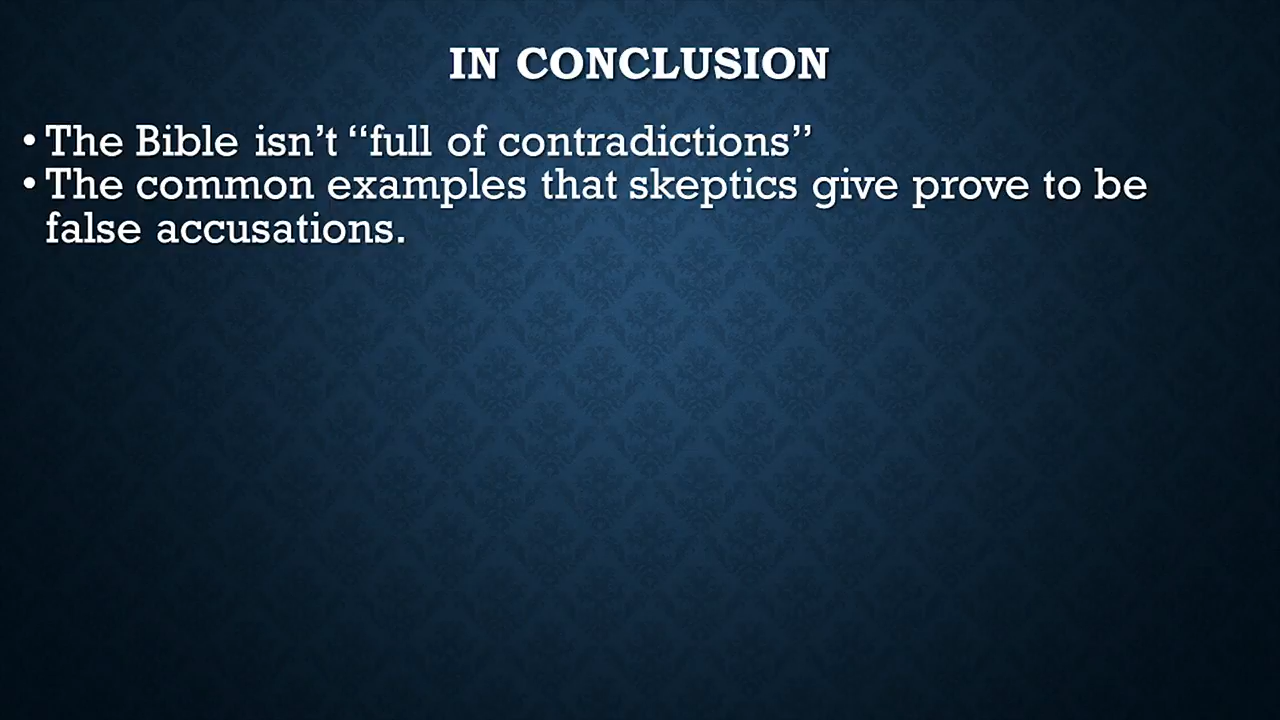 IN CONCLUSION
• The Bible isn’t “full of contradictions”
• The common examples that skeptics give prove to be
false accusations.